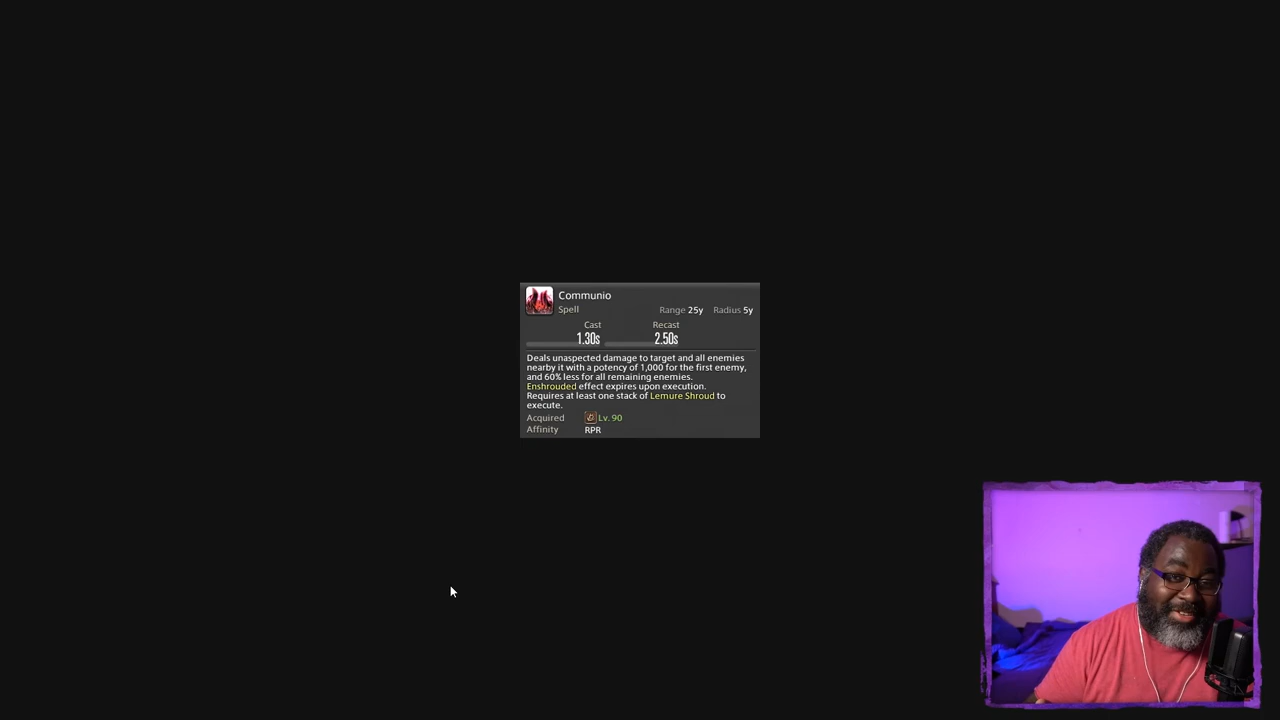 Communio
Spell
Range 25y Radius 5y
Cast Recast
1.30s 2.50s
Deals unaspected damage to target and all enemies
nearby it with a potency of 1,000 for the first enemy,
and 60% less for all remaining enemies.
Enshrouded effect expires upon execution.
Requires at least one stack of Lemure Shroud to
execute.
Acquired Lv. 90
Affinity RPR